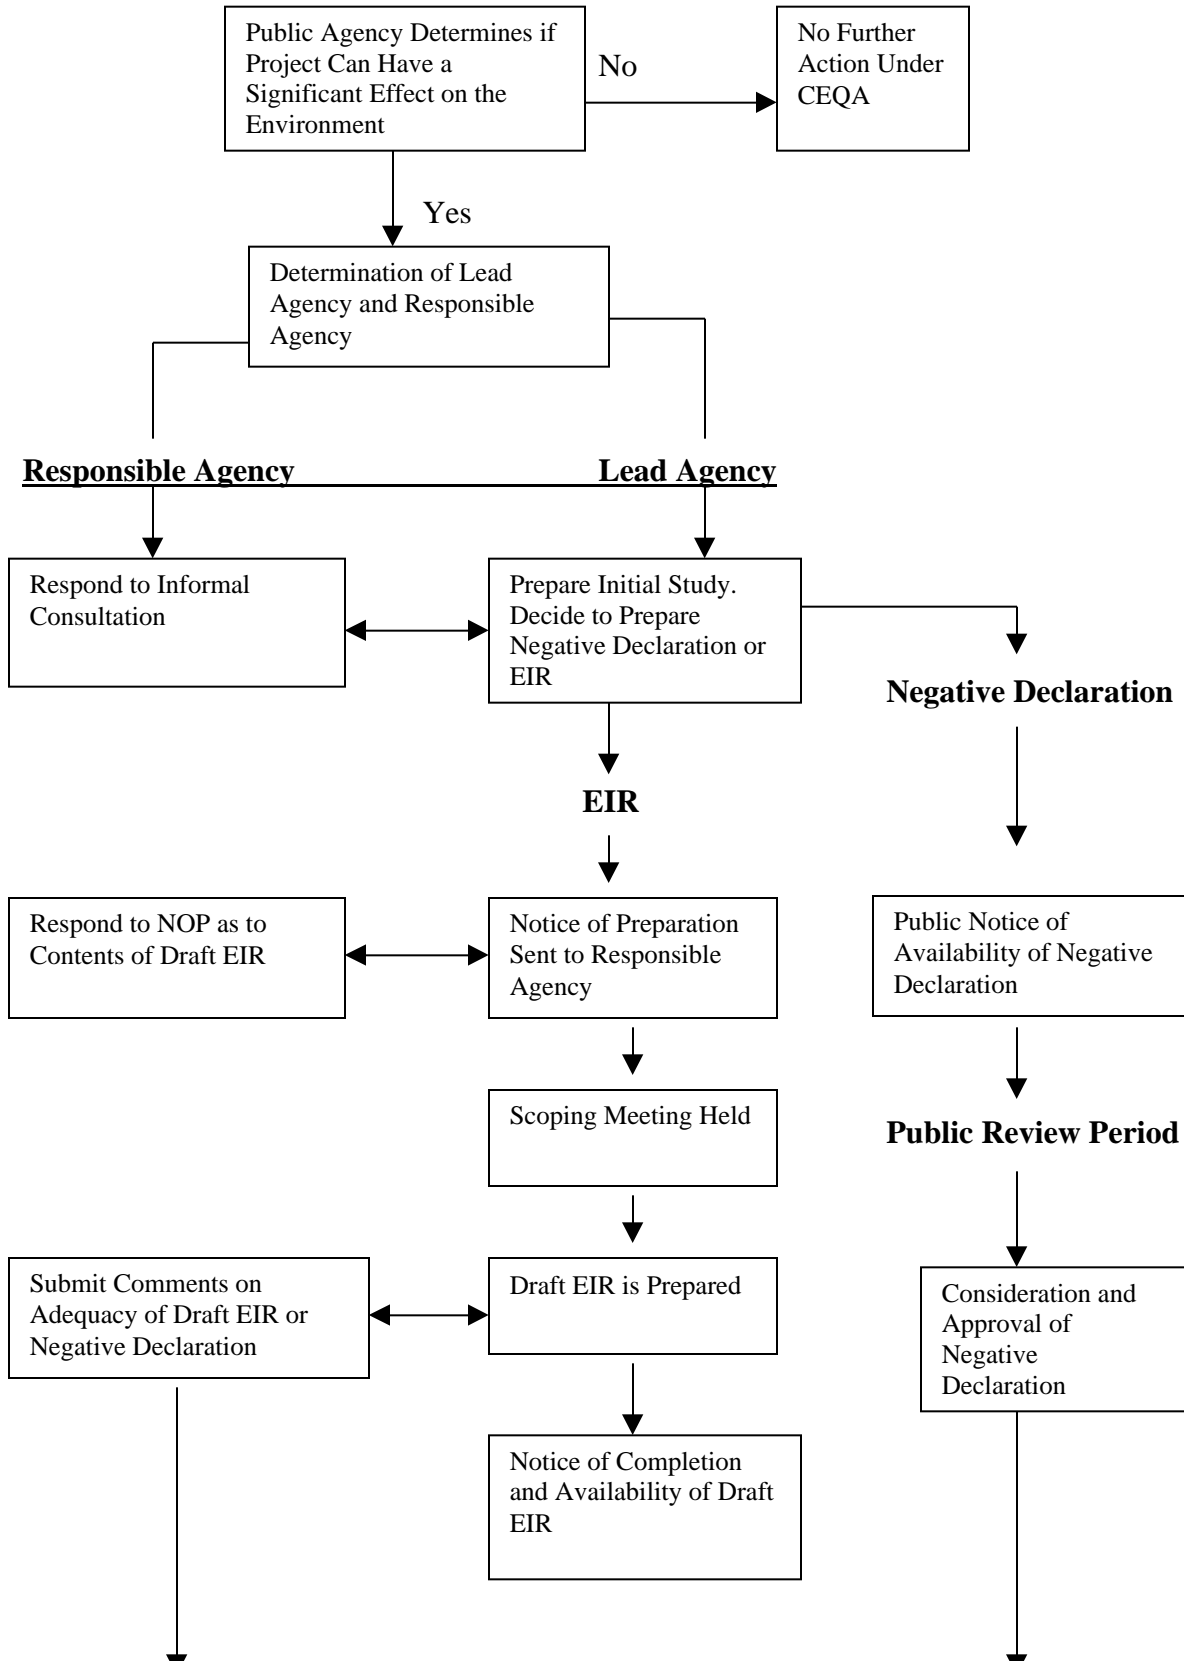 Public Agency Determines if
Project Can Have a
Significant Effect on the
Environment
No
No Further
Action Under
CEQA
Yes
Determination of Lead
Agency and Responsible
Agency
Responsible Agency
Lead Agency
Respond to Informal
Consultation
Prepare Initial Study.
Decide to Prepare
Negative Declaration or
EIR
Negative Declaration
EIR
Respond to NOP as to
Contents of Draft EIR
Notice of Preparation
Sent to Responsible
Agency
Public Notice of
Availability of Negative
Declaration
Scoping Meeting Held
Public Review Period
Submit Comments on
Adequacy of Draft EIR or
Negative Declaration
Draft EIR is Prepared
Consideration and
Approval of
Negative
Declaration
Notice of Completion
and Availability of Draft
EIR